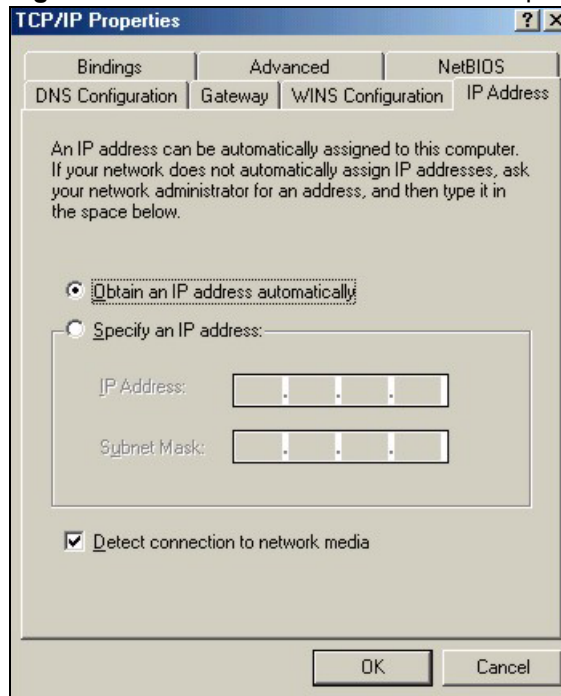 TCP/IP Properties
Bindings Advanced NetBIOS
DNS Configuration Gateway WINS Configuration IP Address
An IP address can be automatically assigned to this computer.
If your network does not automatically assign IP addresses, ask
your network administrator for an address, and then type it in
the space below.
Obtain an IP address automatically
Specify an IP address:
IP Address:
Subnet Mask:
Detect connection to network media
OK Cancel